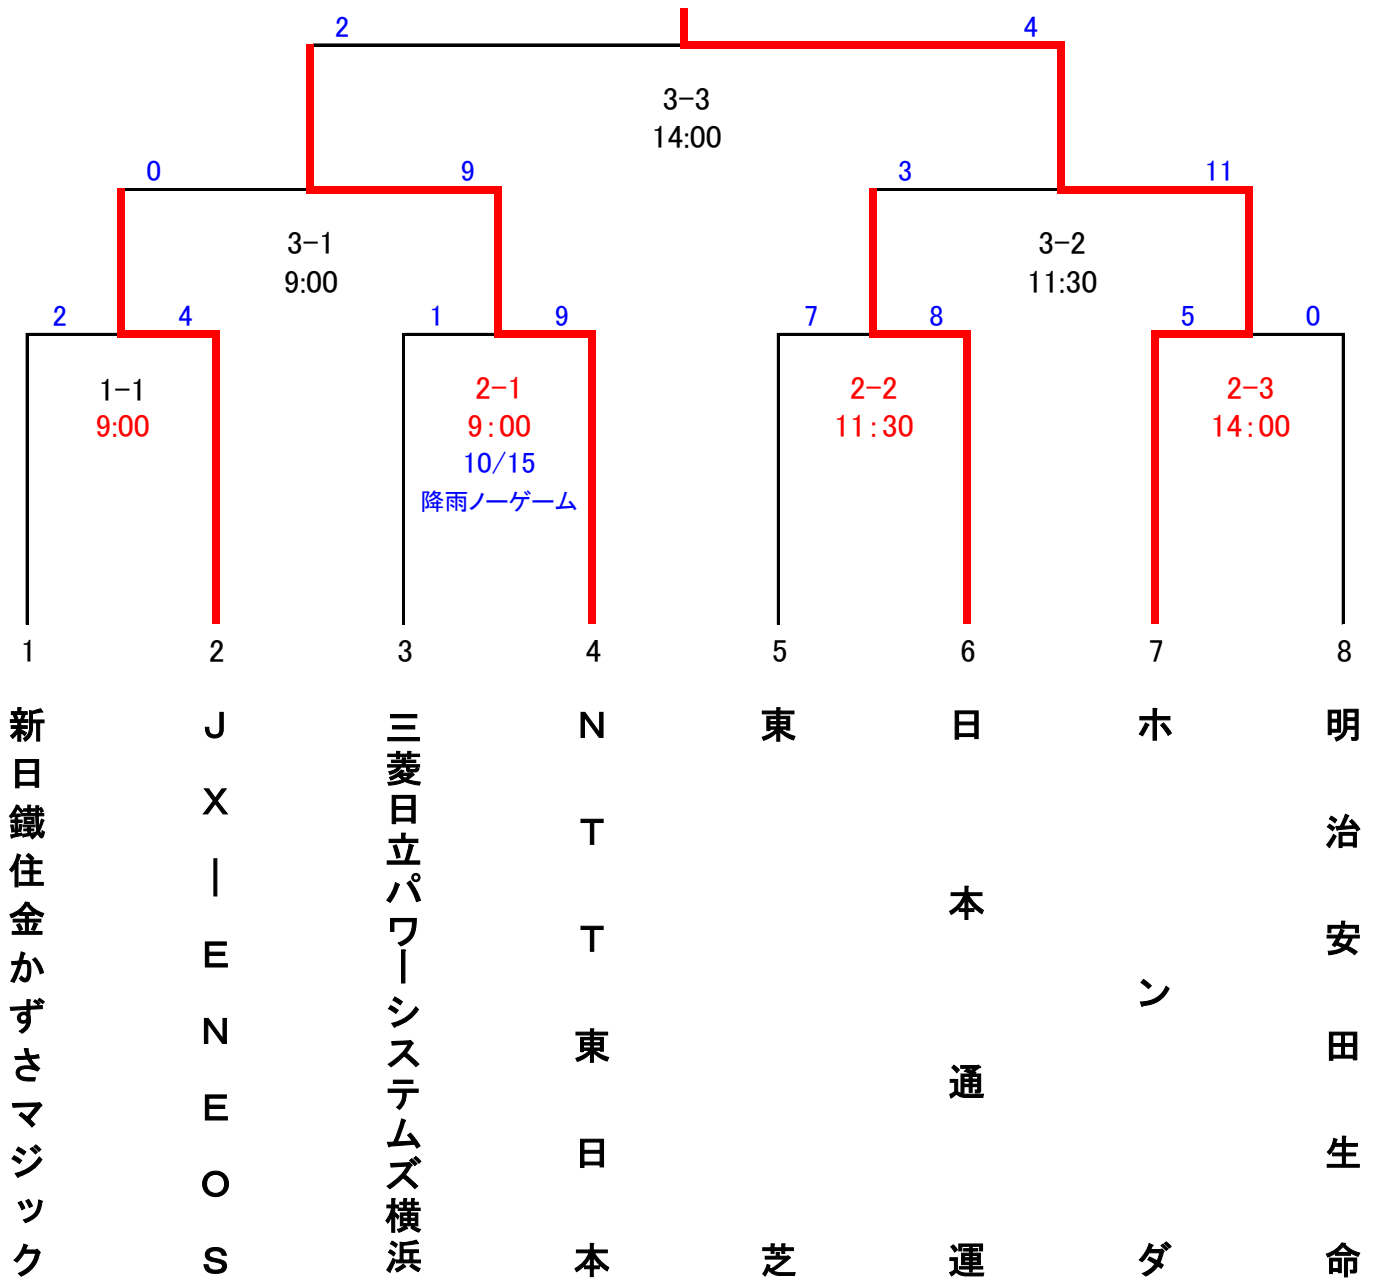 2 4
3-3
14:00
0 9 3 11
3-1 3-2
9:00 11:30
2 4 1 9 7 8 5 0
1-1 2-1 2-2 2-3
9:00 9:00 11:30 14:00
10/15
降雨ノーゲーム
1 2 3 4 5 6 7 8
新日鐵住金かずさマジック
JX-ENEOS
三菱日立パワーシステムズ横浜
NTT東日本
東芝
日本通運
ホンダ
明治安田生命